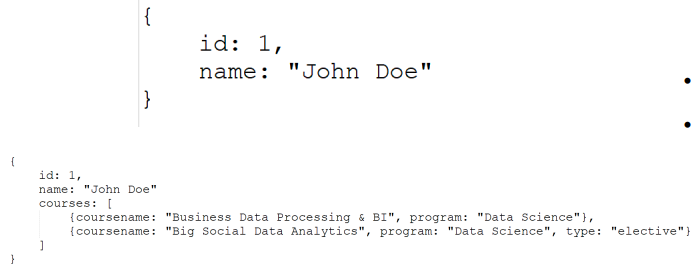 {
id: 1,
name: "John Doe"
}
{
id: 1,
name: "John Doe"
courses: [
{coursename: "Business Data Processing & BI", program: "Data Science"},
{coursename: "Big Social Data Analytics", program: "Data Science", type: "elective"}
]
}